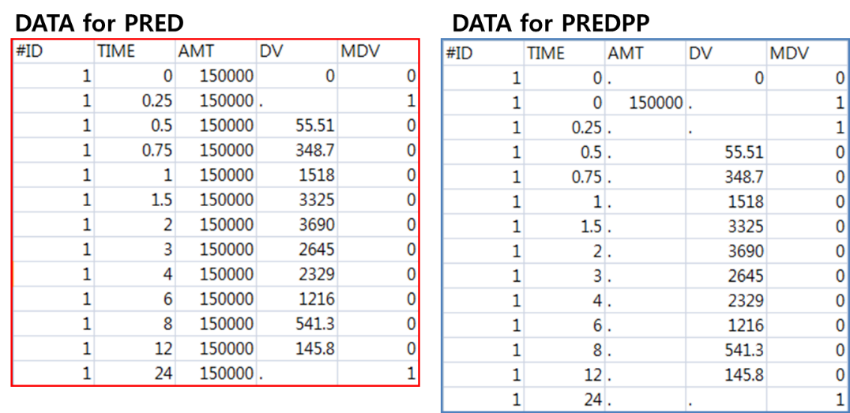 DATA for PRED
#ID TIME AMT DV MDV
1 0 150000 0 0
1 0.25 150000 . 1
1 0.5 150000 55.51 0
1 0.75 150000 348.7 0
1 1 150000 1518 0
1 1.5 150000 3325 0
1 2 150000 3690 0
1 3 150000 2645 0
1 4 150000 2329 0
1 6 150000 1216 0
1 8 150000 541.3 0
1 12 150000 145.8 0
1 24 150000 . 1
DATA for PREDPP
#ID TIME AMT DV MDV
1 0 . 0 0
1 0 150000 . 1
1 0.25 . . 1
1 0.5 . 55.51 0
1 0.75 . 348.7 0
1 1 . 1518 0
1 1.5 . 3325 0
1 2 . 3690 0
1 3 . 2645 0
1 4 . 2329 0
1 6 . 1216 0
1 8 . 541.3 0
1 12 . 145.8 0
1 24 . . 1